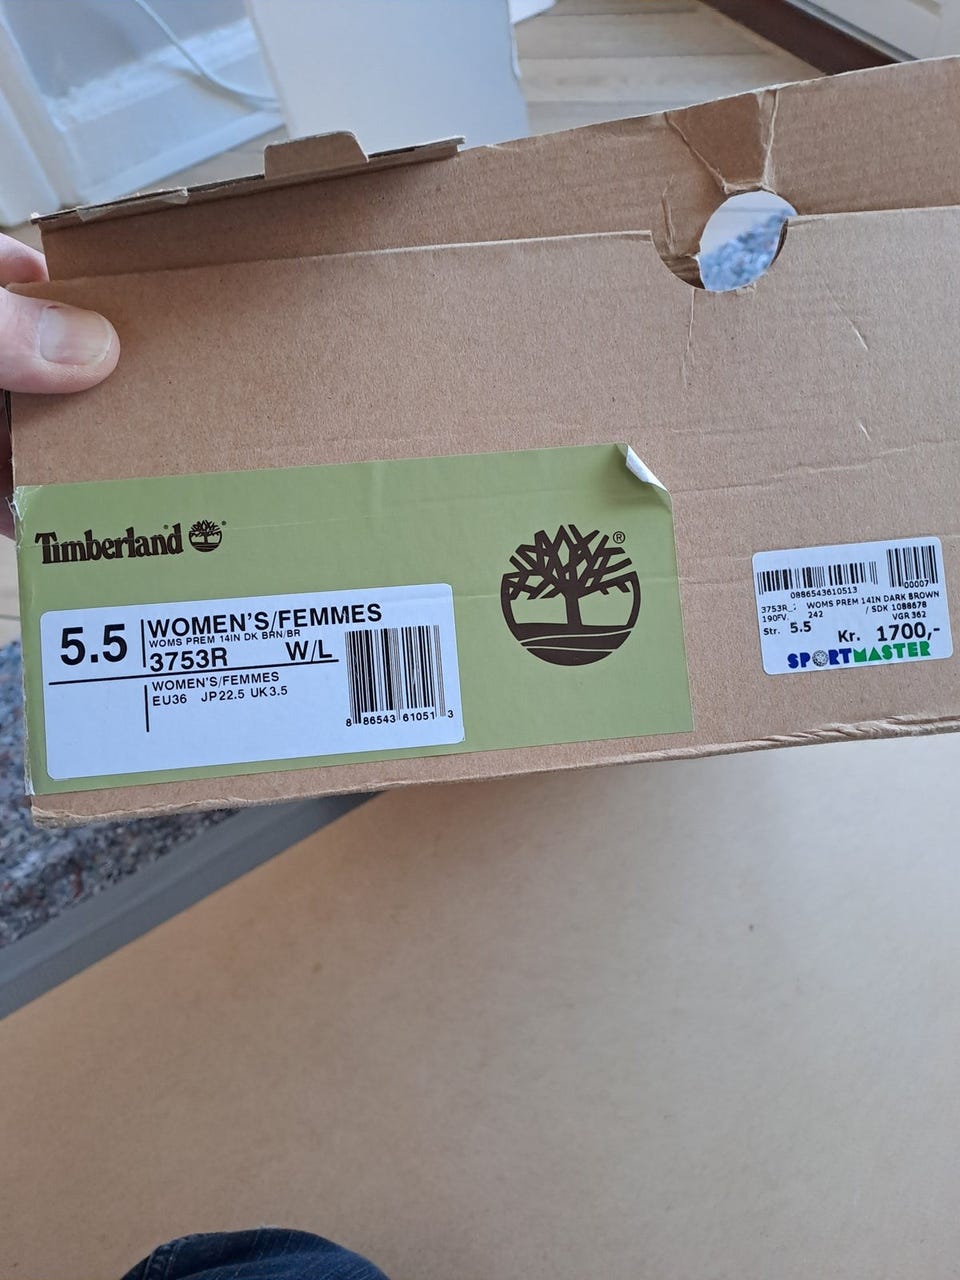 Timberland ®
®
5.5
WOMEN'S/FEMMES
WOMS PREM 14IN DK BRN/BR
3753R W/L
WOMEN'S/FEMMES
EU36 JP22.5 UK3.5
8 86543 61051 3
0886543610513
00007
3753R_: WOMS PREM 14IN DARK BROWN
190FV. 242 / SDK 1088678
VGR 362
Str. 5.5 Kr. 1700,-
SPORTMASTER